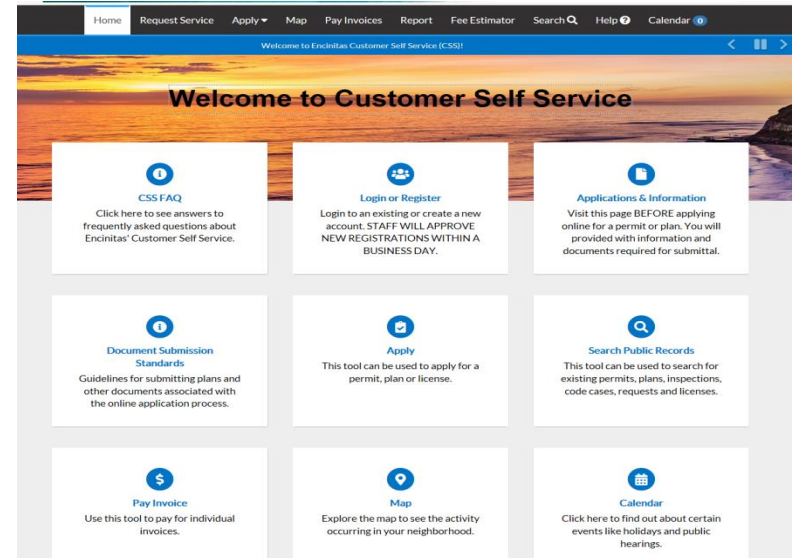 Home Request Service Apply Map Pay Invoices Report Fee Estimator Search Help Calendar 0
Welcome to Encinitas Customer Self Service (CSS)!
Welcome to Customer Self Service
CSS FAQ
Click here to see answers to
frequently asked questions about
Encinitas' Customer Self Service.
Login or Register
Login to an existing or create a new
account. STAFF WILL APPROVE
NEW REGISTRATIONS WITHIN A
BUSINESS DAY.
Applications & Information
Visit this page BEFORE applying
online for a permit or plan. You will
provided with information and
documents required for submittal.
Document Submission
Standards
Guidelines for submitting plans and
other documents associated with
the online application process.
Apply
This tool can be used to apply for a
permit, plan or license.
Search Public Records
This tool can be used to search for
existing permits, plans, inspections,
code cases, requests and licenses.
Pay Invoice
Use this tool to pay for individual
invoices.
Map
Explore the map to see the activity
occurring in your neighborhood.
Calendar
Click here to find out about certain
events like holidays and public
hearings.